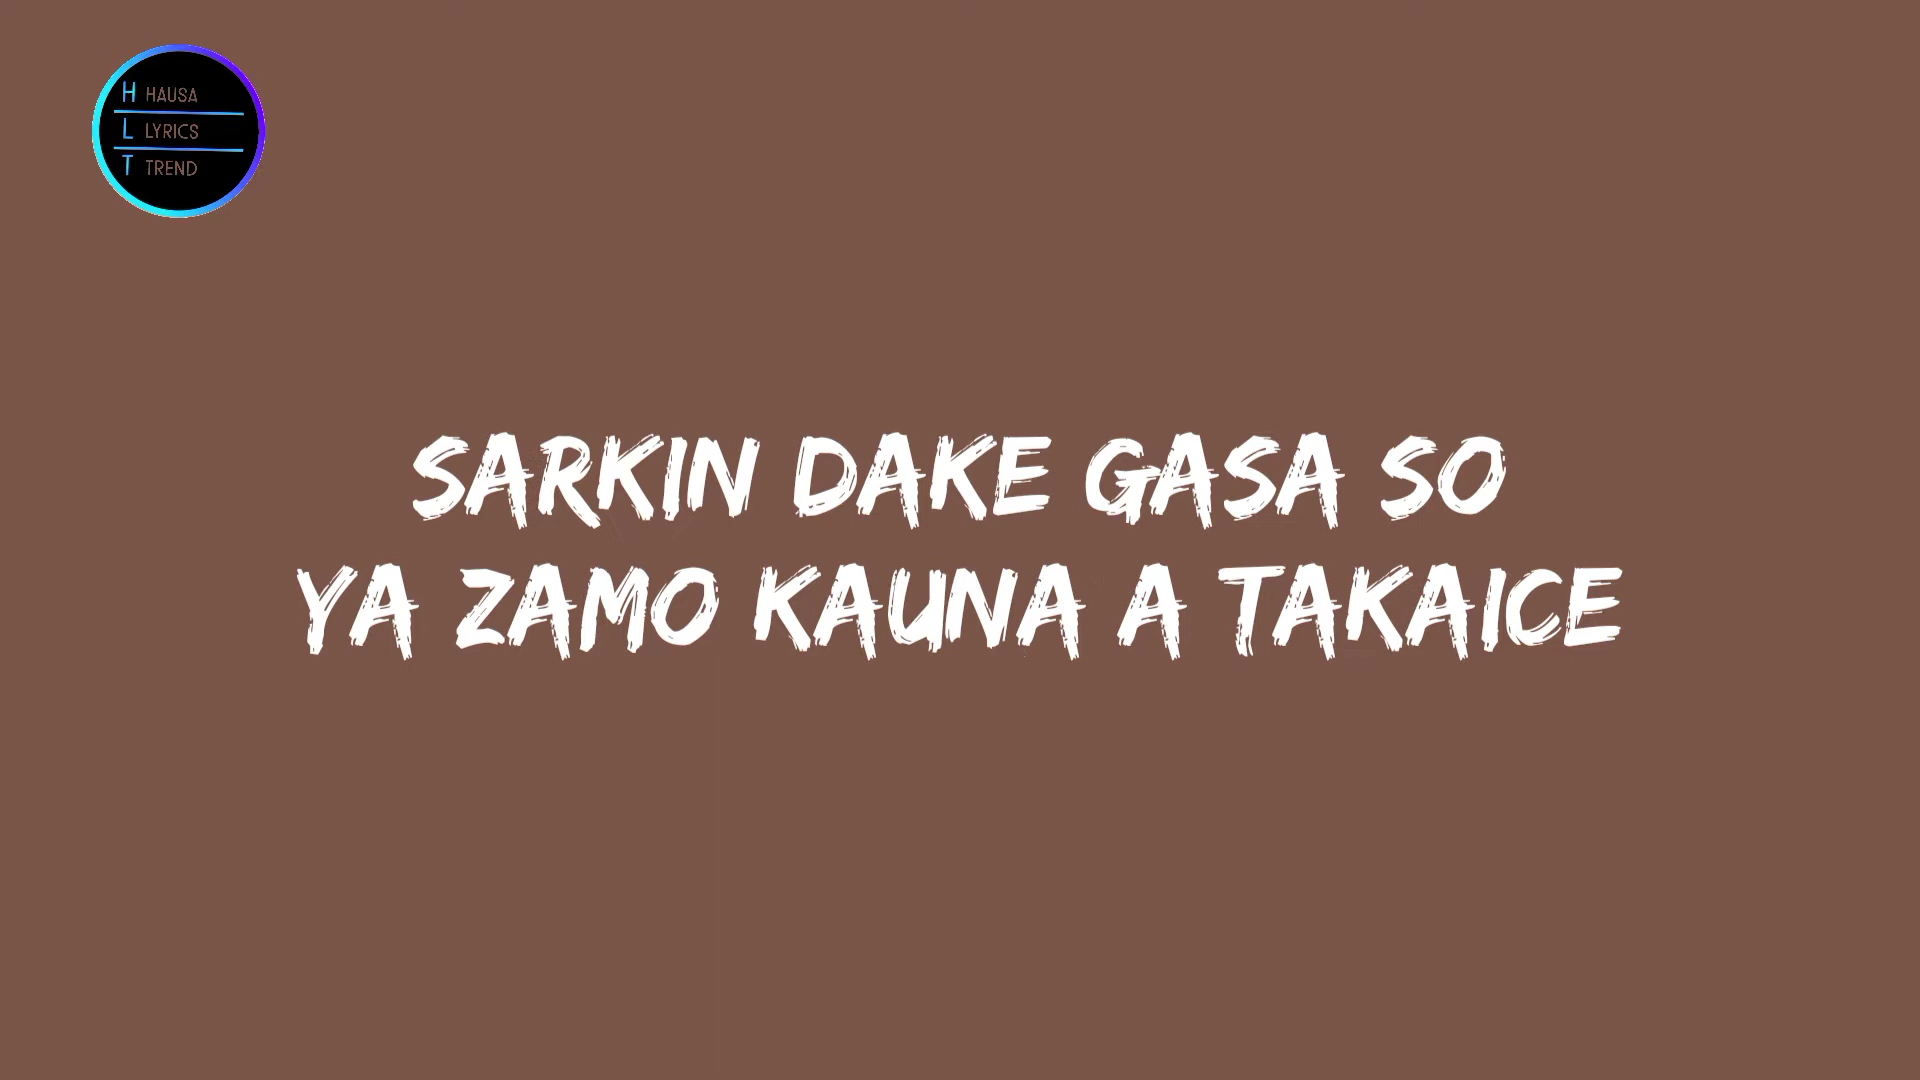 H HAUSA
L LYRICS
T TREND
SARKIN DAKE GASA SO
YA ZAMO KAUNA A TAKAICE